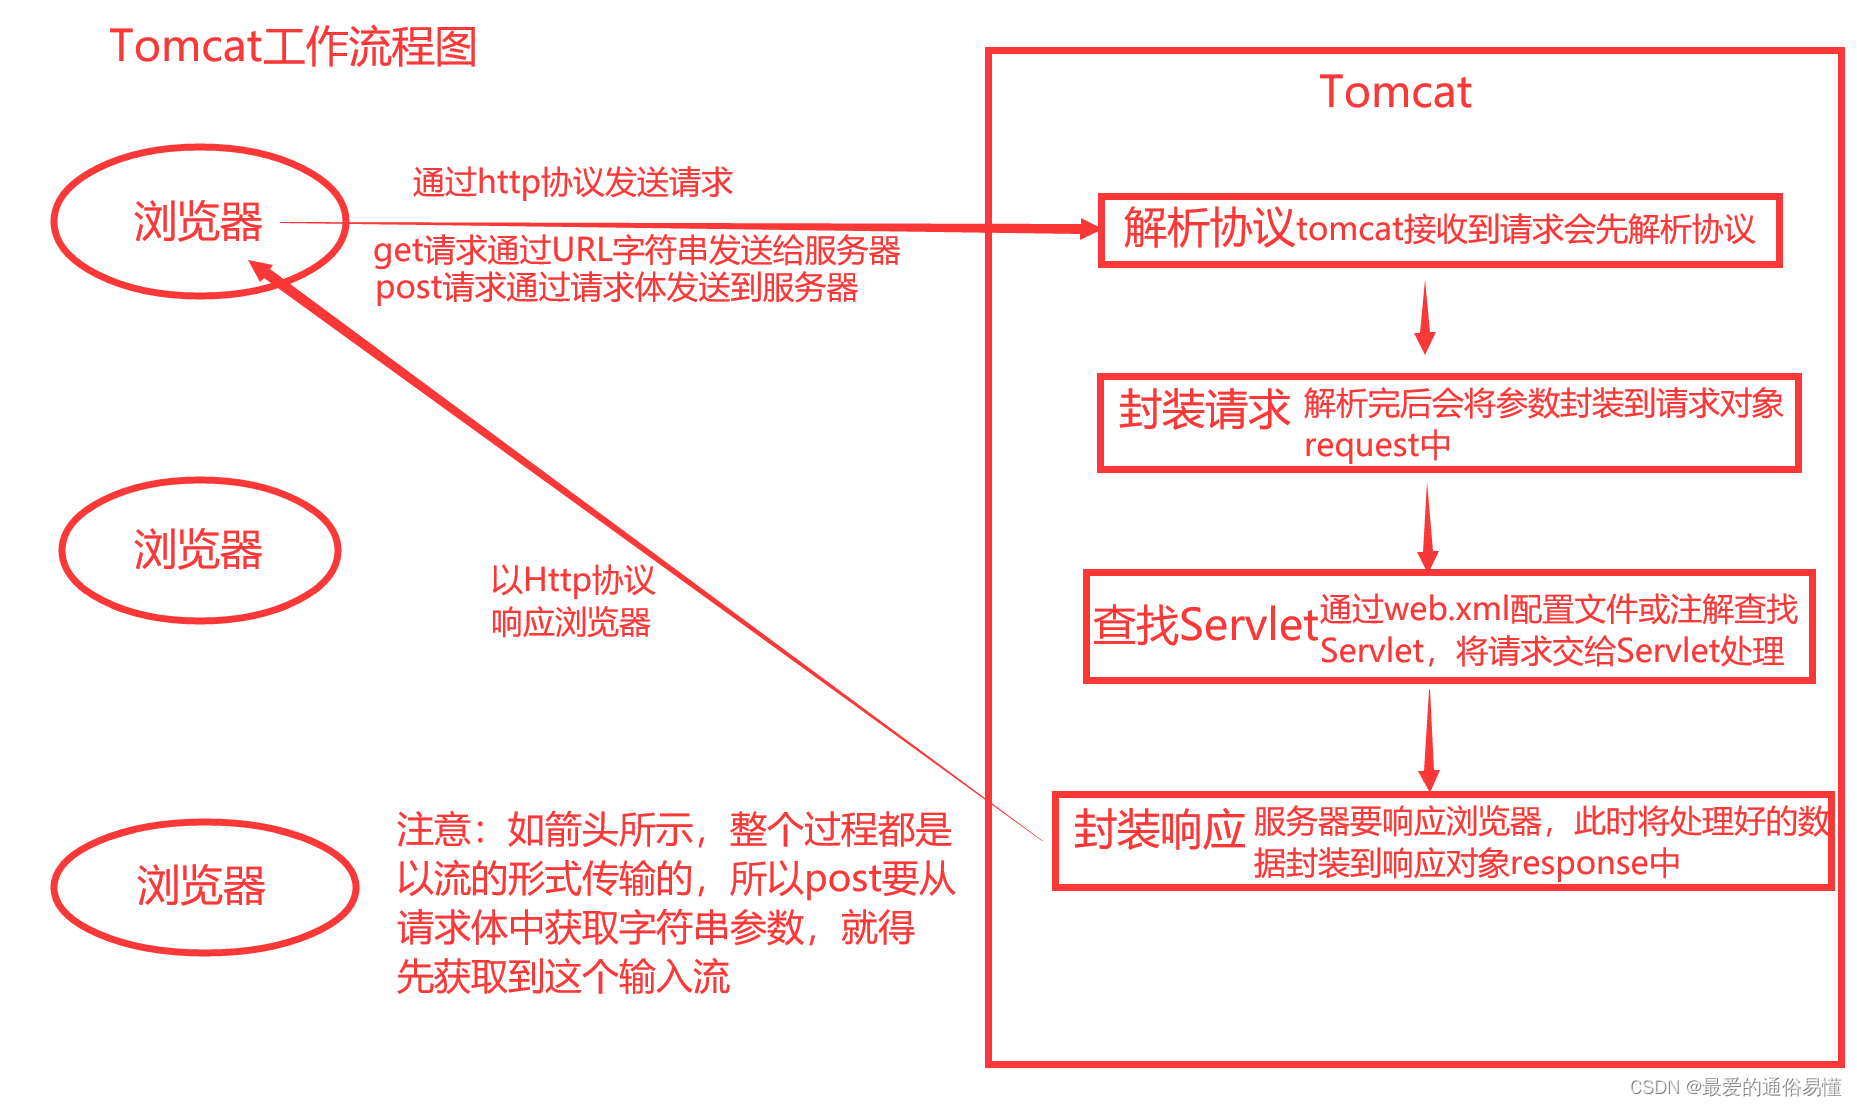 Tomcat工作流程图
Tomcat
浏览器
通过http协议发送请求
get请求通过URL字符串发送给服务器
post请求通过请求体发送到服务器
解析协议tomcat接收到请求会先解析协议
封装请求
解析完后会将参数封装到请求对象
request中
浏览器
以Http协议
响应浏览器
查找Servlet
通过web.xml配置文件或注解查找
Servlet，将请求交给Servlet处理
浏览器
注意：如箭头所示，整个过程都是
以流的形式传输的，所以post要从
请求体中获取字符串参数，就得
先获取到这个输入流
封装响应
服务器要响应浏览器，此时将处理好的数
据封装到响应对象response中
CSDN @最爱的通俗易懂